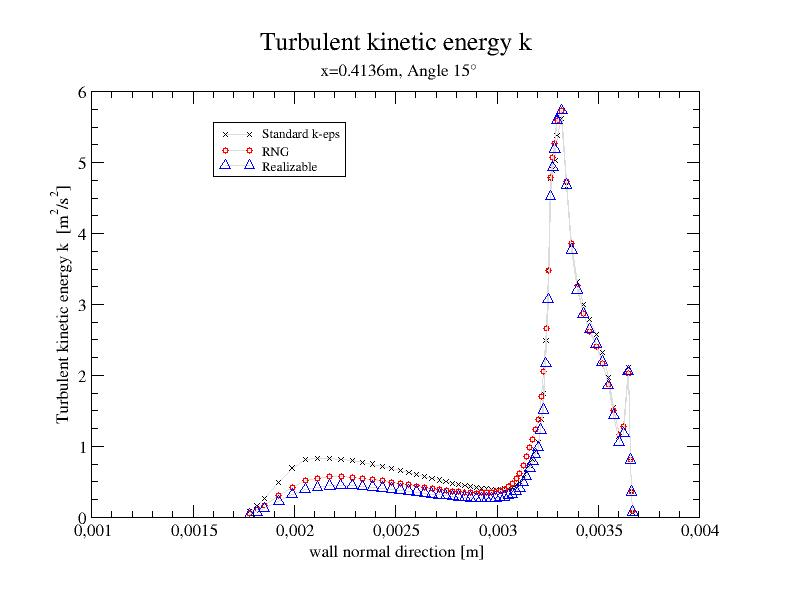 Turbulent kinetic energy k
x=0.4136m, Angle 15°
Turbulent kinetic energy k [m²/s²]
6
5
4
3
2
1
0
Standard k-eps
RNG
Realizable
0,001 0,0015 0,002 0,0025 0,003 0,0035 0,004
wall normal direction [m]